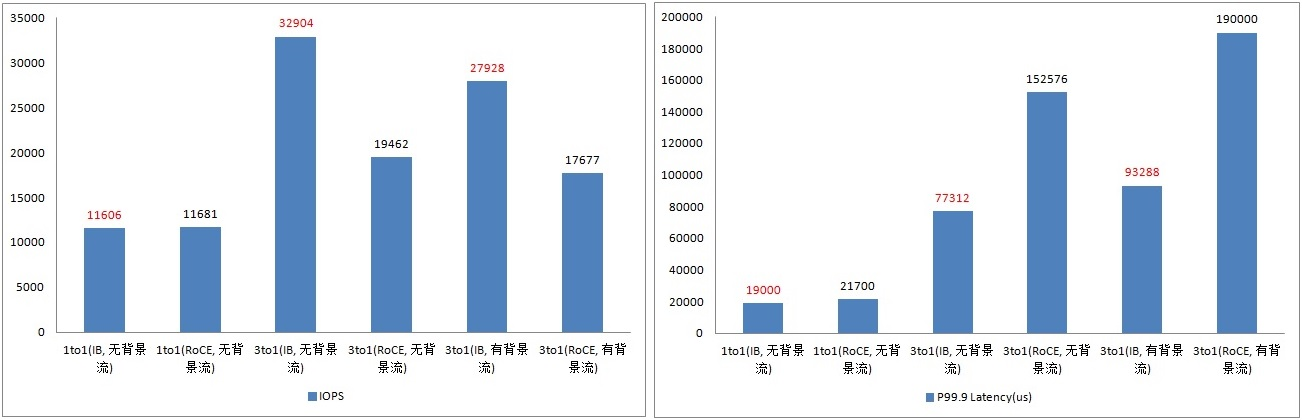 35000
30000
25000
20000
15000
10000
5000
0
11606
11681
32904
19462
27928
17677
1to1(IB, 无背景
流)
1to1(RoCE, 无背
景流)
3to1(IB, 无背景
流)
3to1(RoCE, 无背
景流)
3to1(IB, 有背景
流)
3to1(RoCE, 有背
景流)
IOPS
200000
180000
160000
140000
120000
100000
80000
60000
40000
20000
0
19000
21700
77312
152576
93288
190000
1to1(IB, 无背景
流)
1to1(RoCE, 无背
景流)
3to1(IB, 无背景
流)
3to1(RoCE, 无背
景流)
3to1(IB, 有背景
流)
3to1(RoCE, 有背
景流)
P99.9 Latency(us)